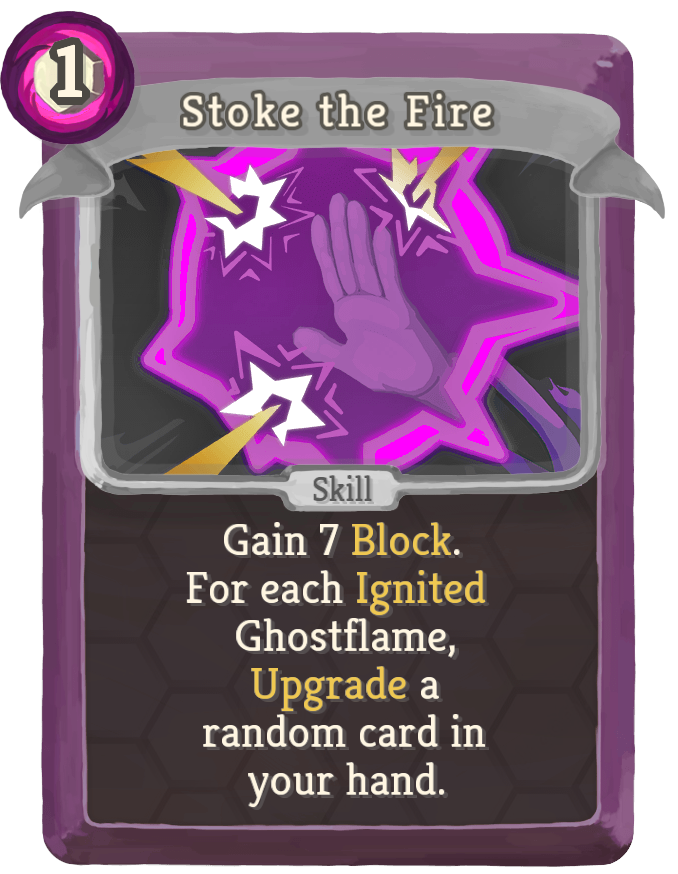 1
Stoke the Fire
Skill
Gain 7 Block.
For each Ignited
Ghostflame,
Upgrade a
random card in
your hand.